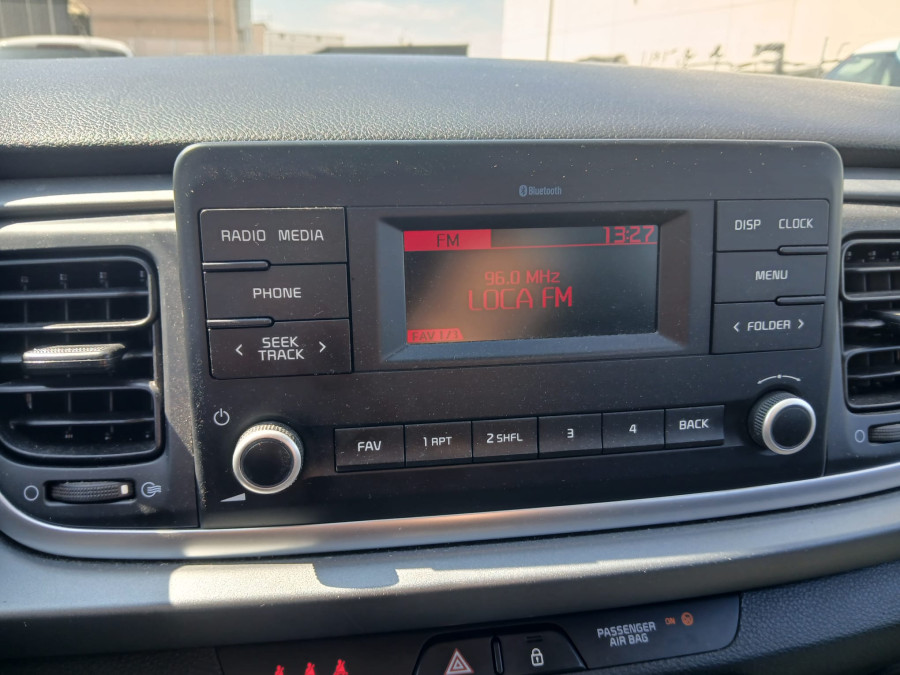 Bluetooth
RADIO MEDIA
PHONE
< SEEK TRACK >
FM 13:27
96.0 MHz
LOCA FM
FAV 1/3
DISP CLOCK
MENU
< FOLDER >
FAV 1 RPT 2 SHFL 3 4 BACK
PASSENGER AIR BAG ON